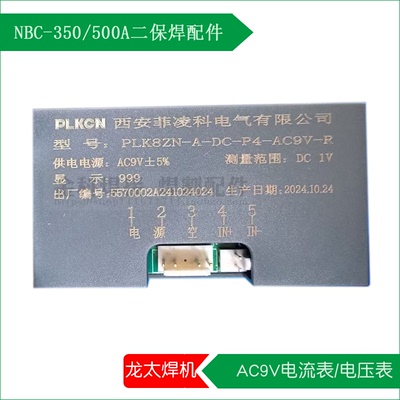 NBC-350/500A二保焊配件
PLKCN 西安菲凌科电气有限公司
型 号: PLK8ZN-A-DC-P4-AC9V-R
供电电源: AC9V±5% 测量范围: DC 1V
显 示: 999
出厂编号: 5570002A241024024 生产日期: 2024.10.24
1 2 3 4 5
电 源 空 IN+ IN-
龙太焊机
AC9V电流表/电压表